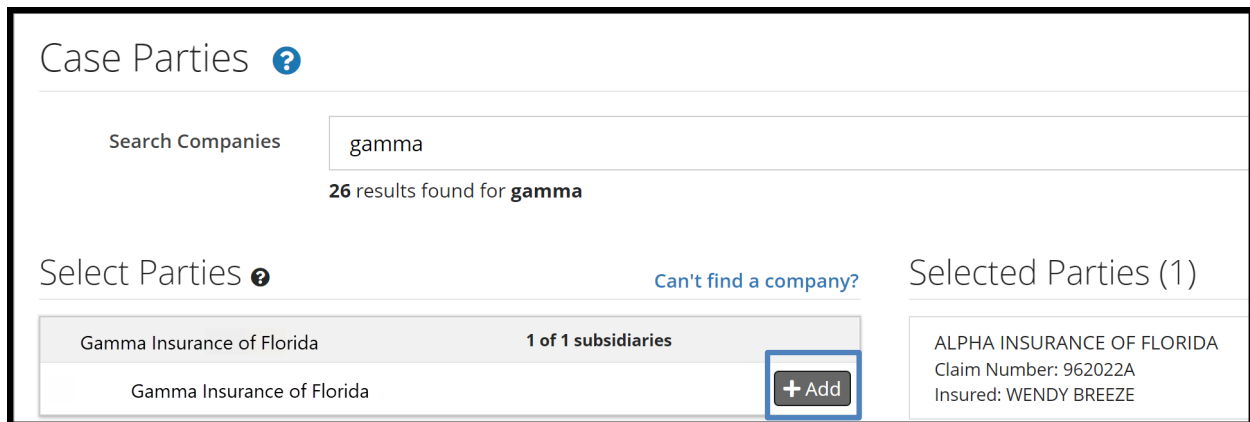 Case Parties ?
Search Companies
gamma
26 results found for gamma
Select Parties ?
Can't find a company?
Gamma Insurance of Florida 1 of 1 subsidiaries
Gamma Insurance of Florida
+ Add
Selected Parties (1)
ALPHA INSURANCE OF FLORIDA
Claim Number: 962022A
Insured: WENDY BREEZE